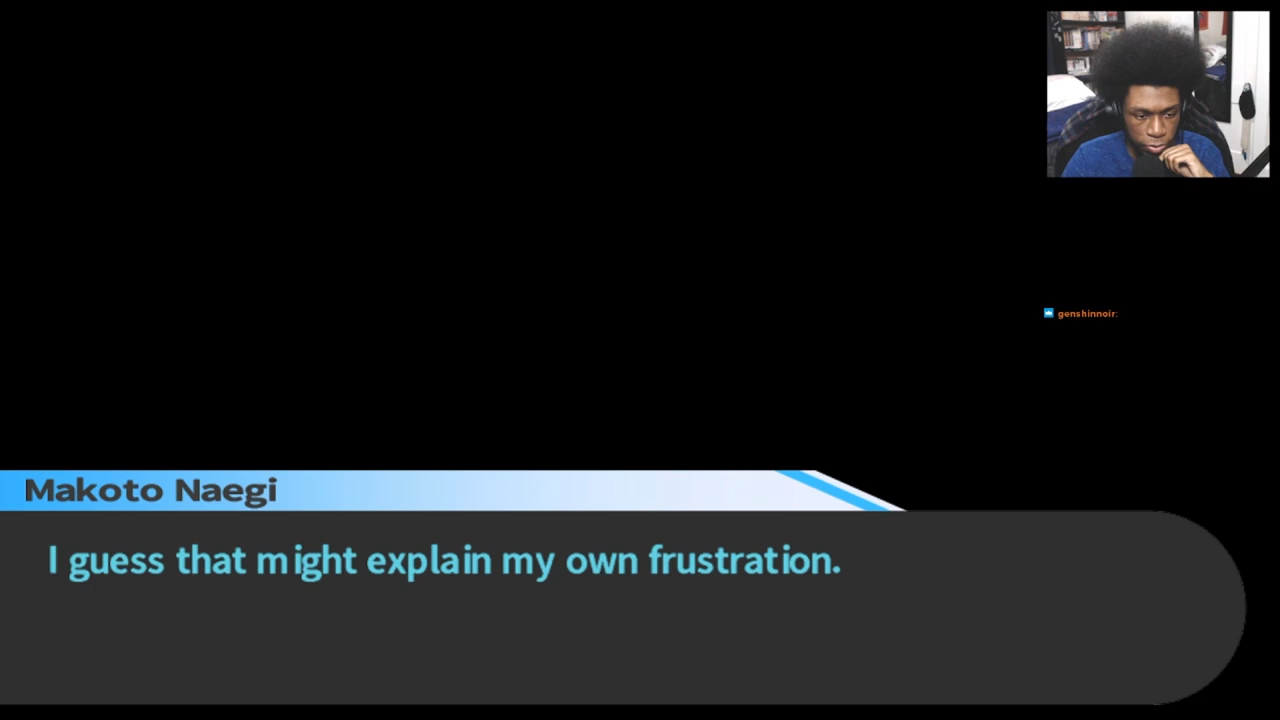 genshinnoir:
Makoto Naegi
I guess that might explain my own frustration.